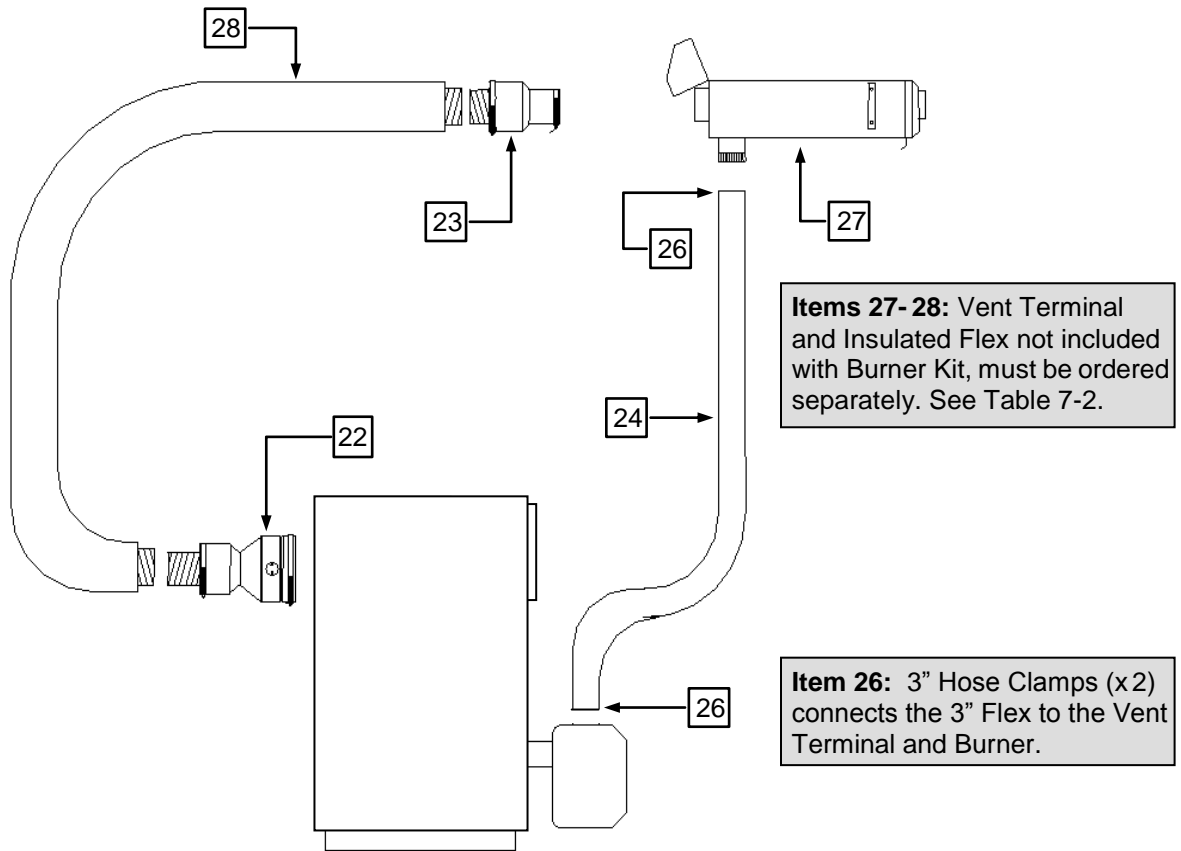 28
23
26
27
Items 27-28: Vent Terminal
and Insulated Flex not included
with Burner Kit, must be ordered
separately. See Table 7-2.
24
22
26
Item 26: 3” Hose Clamps (x2)
connects the 3” Flex to the Vent
Terminal and Burner.